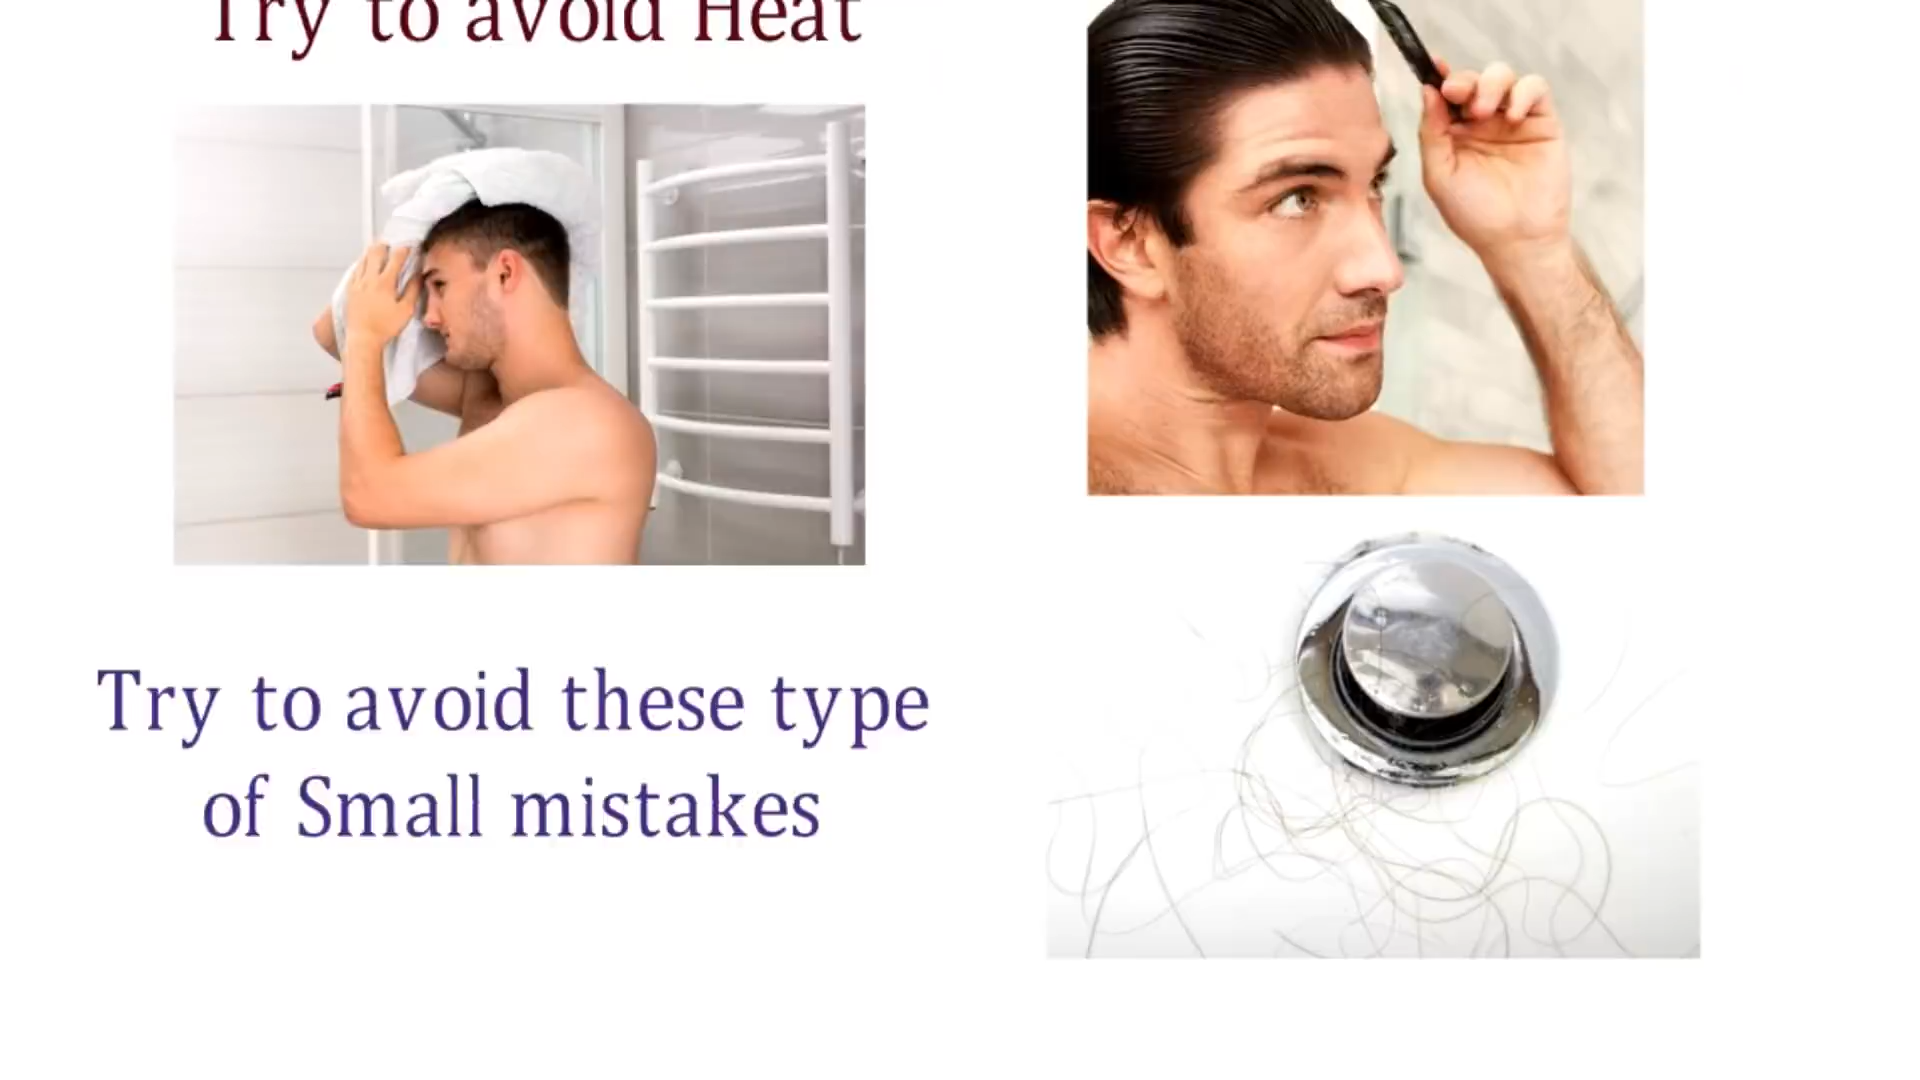 Try to avoid Heat
Try to avoid these type
of Small mistakes